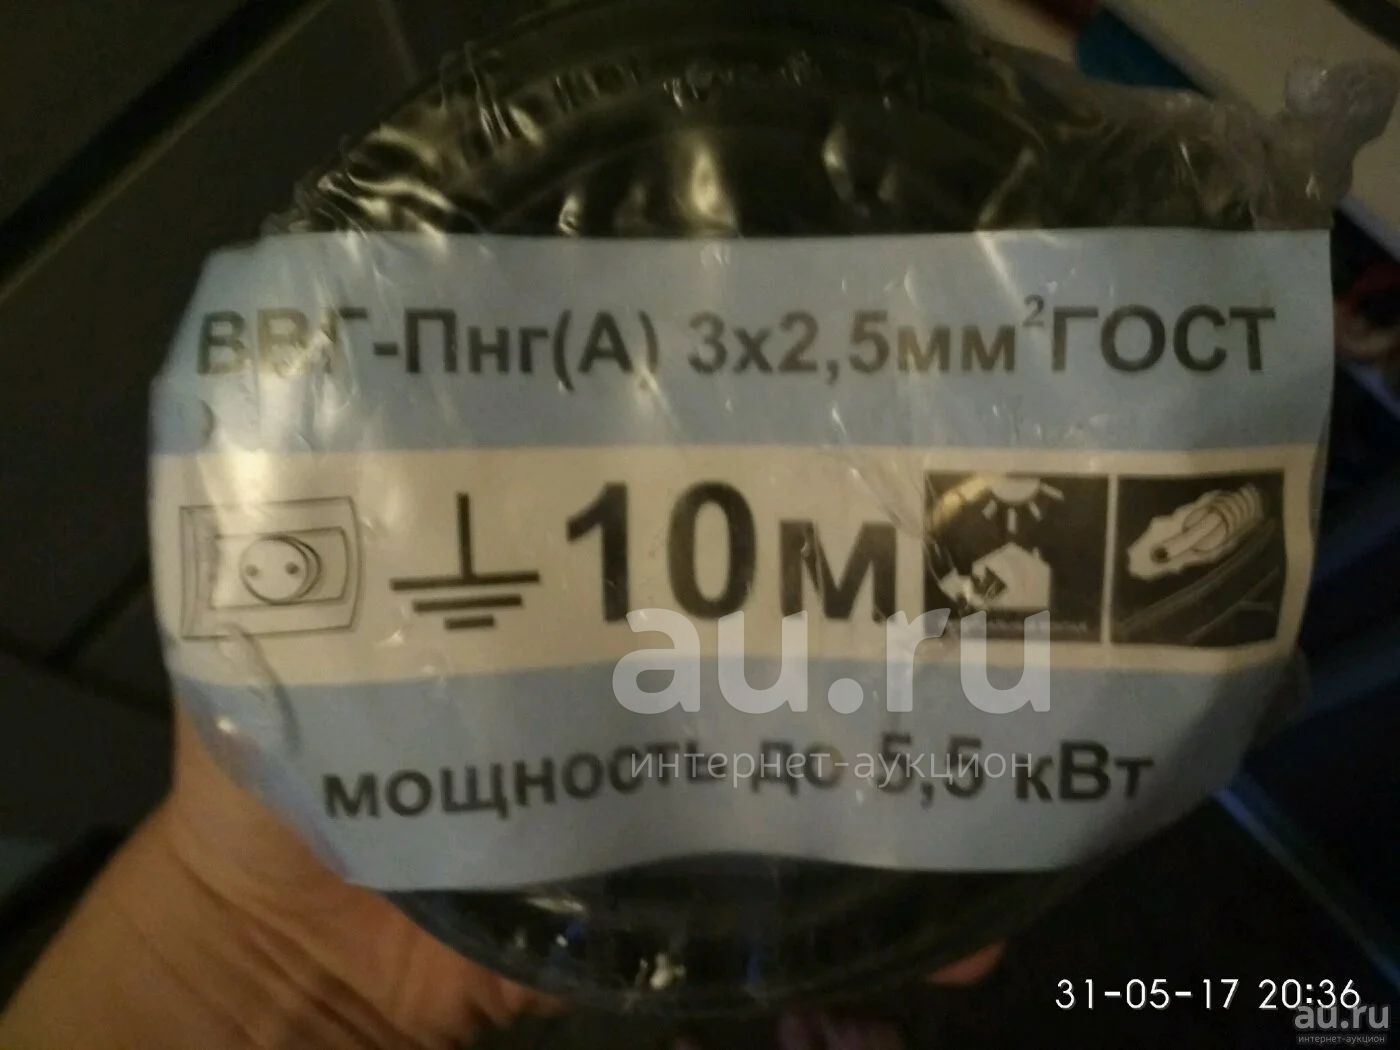 ВВГ-Пнг(А) 3х2,5мм²ГОСТ
10м
au.ru
интернет-аукцион
мощность до 5,5 кВт
31-05-17 20:36
au.ru
интернет-аукцион